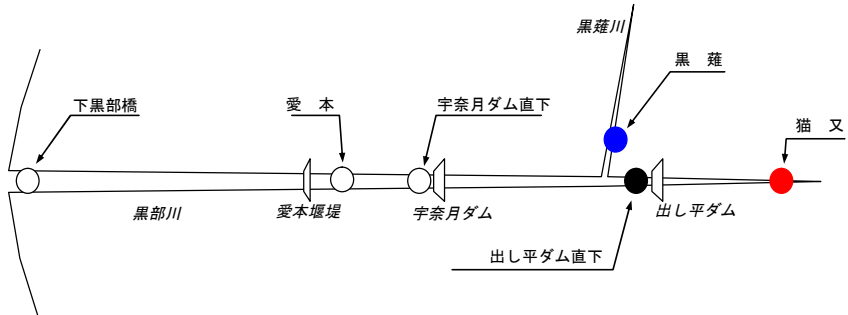 黒薙川
黒　薙
下黒部橋
愛　本
宇奈月ダム直下
猫　又
黒部川
愛本堰堤
宇奈月ダム
出し平ダム
出し平ダム直下